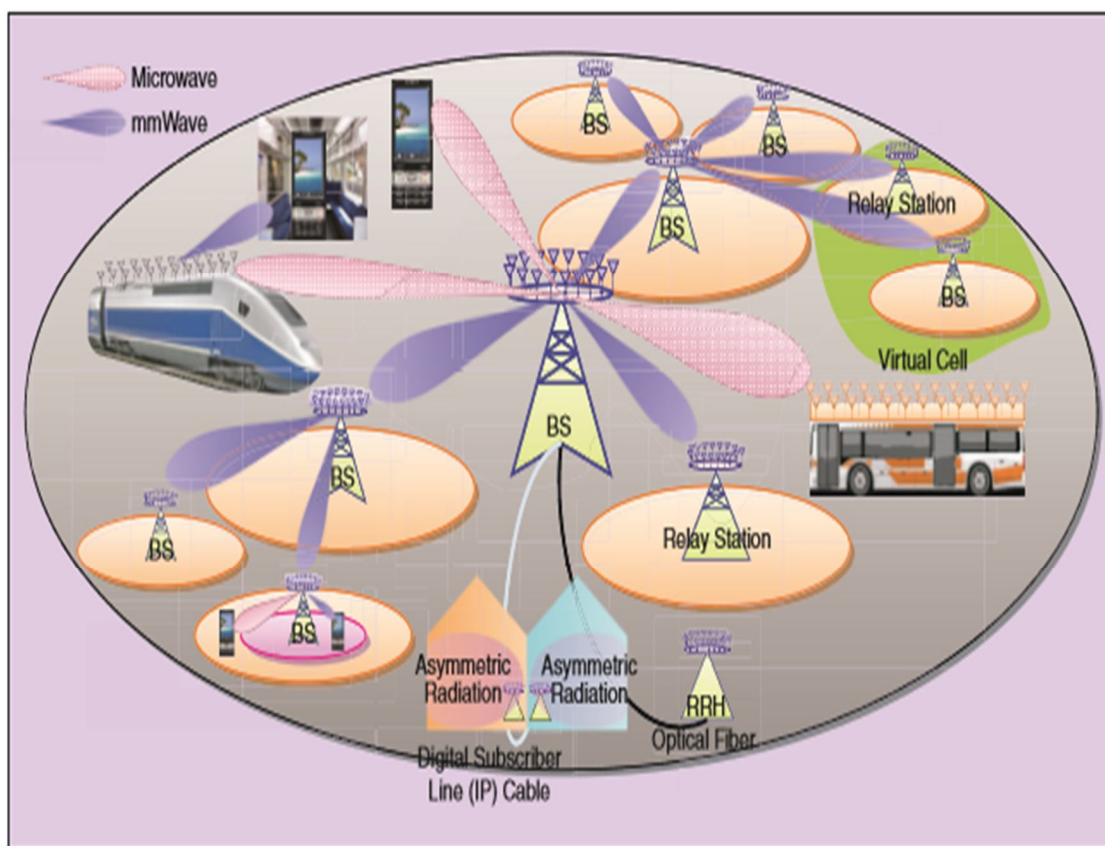 Microwave
mmWave
BS
BS
BS
Relay Station
BS
Virtual Cell
BS
BS
BS
Relay Station
BS
Asymmetric
Radiation
Asymmetric
Radiation
RRH
Optical Fiber
Digital Subscriber
Line (IP) Cable